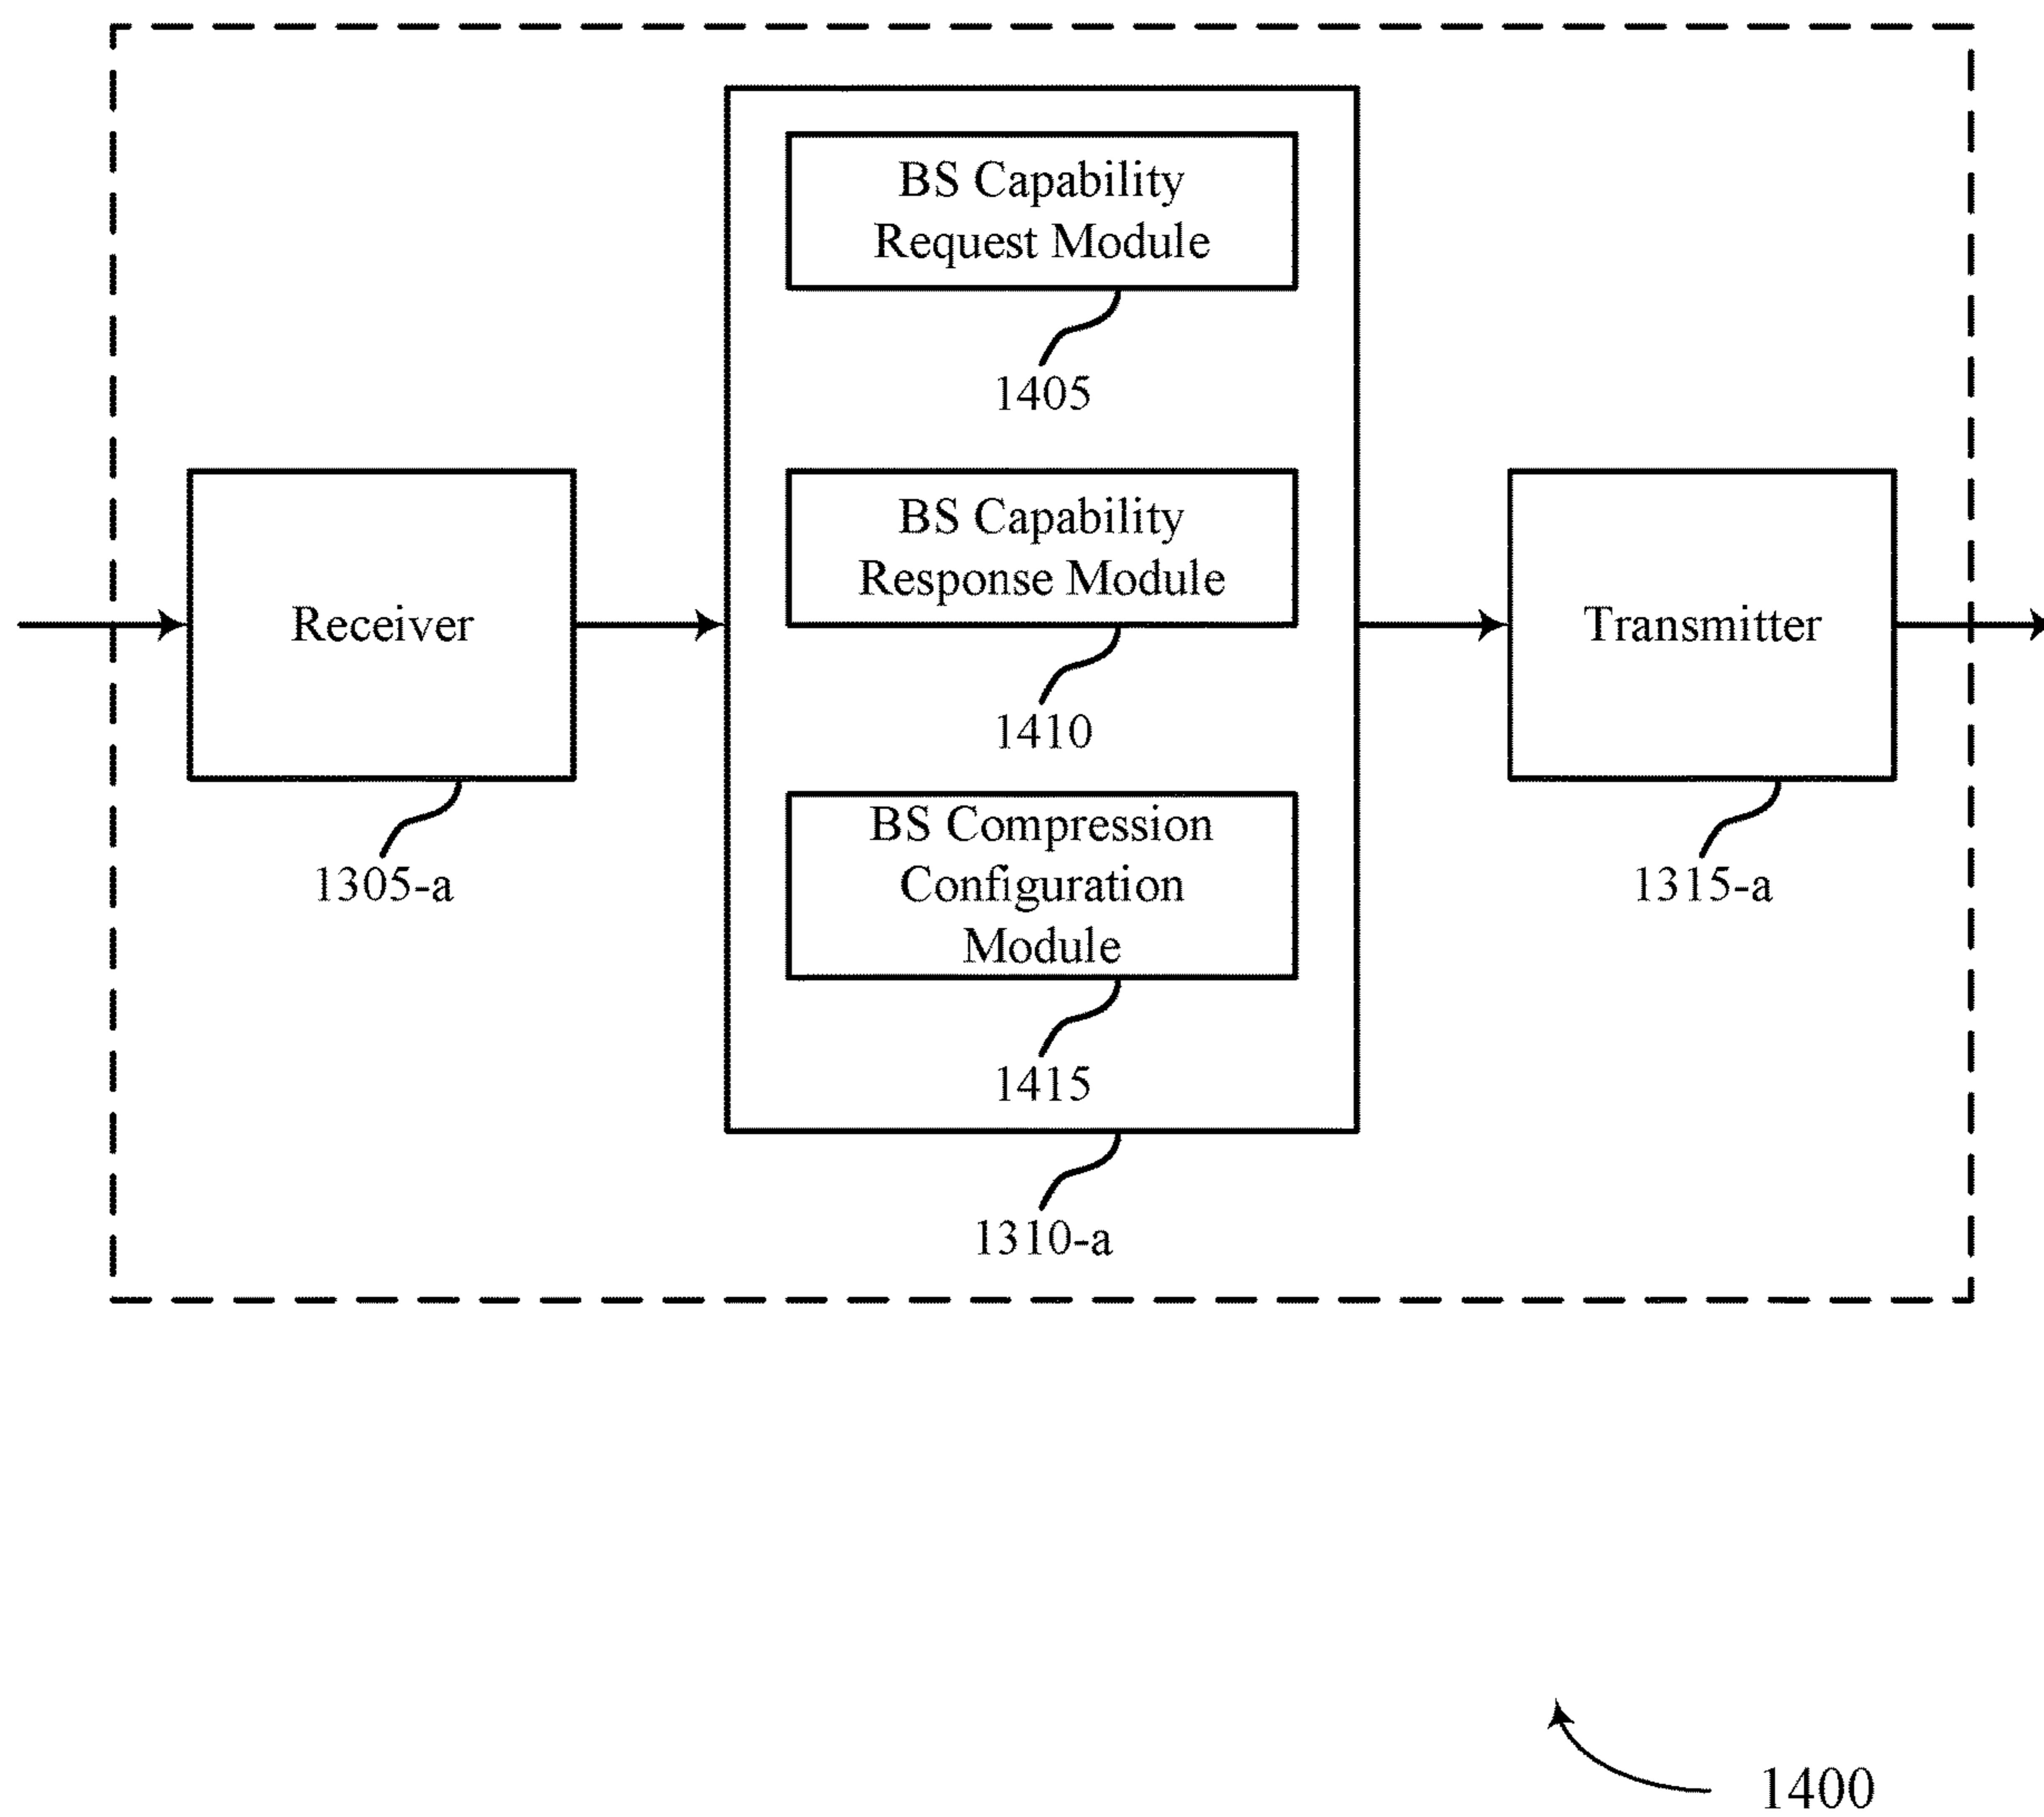 BS Capability
Request Module
1405
BS Capability
Response Module
1410
Receiver
1305-a
Transmitter
1315-a
BS Compression
Configuration
Module
1415
1310-a
1400